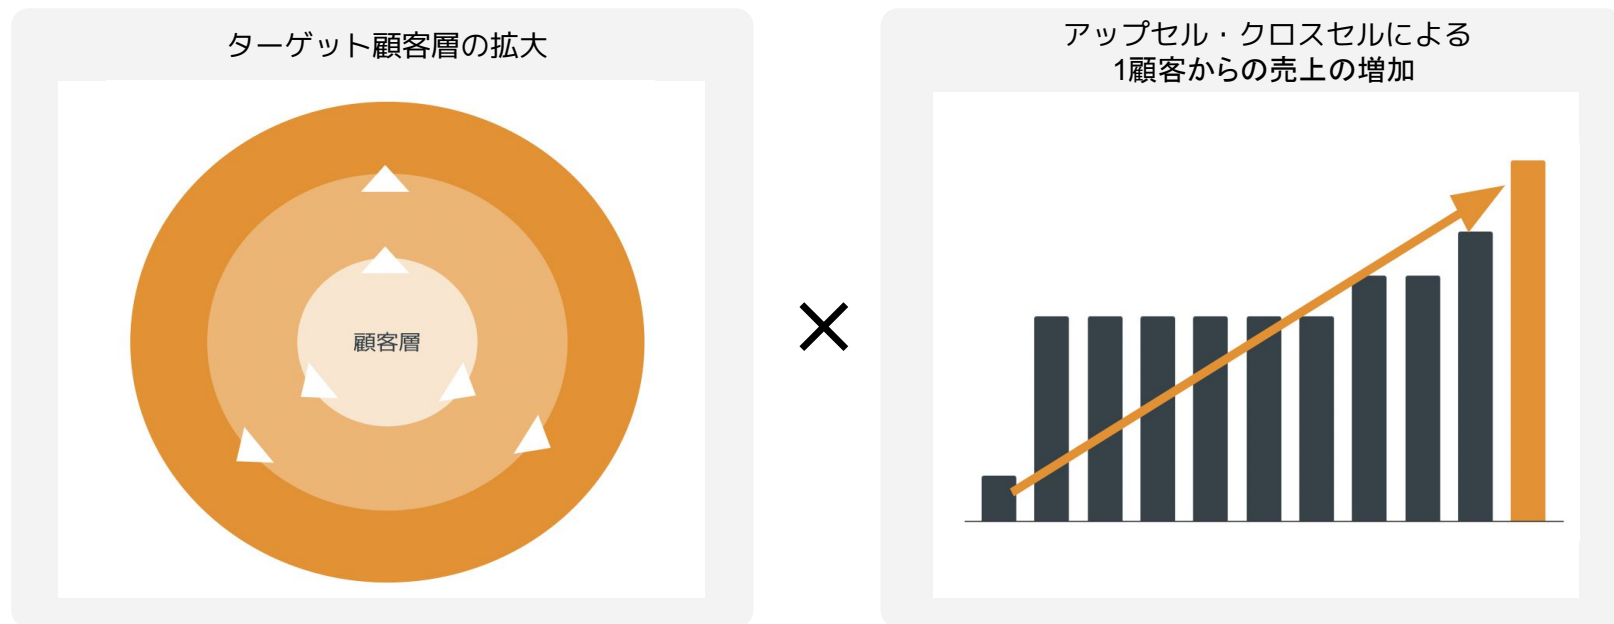 ターゲット顧客層の拡大
顧客層
×
アップセル・クロスセルによる
1顧客からの売上の増加